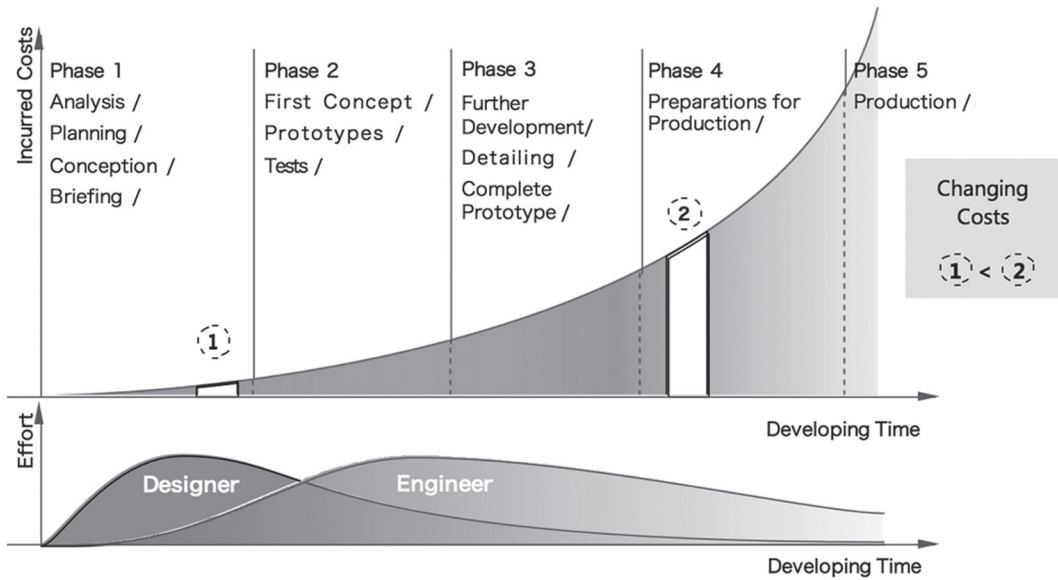 Incurred Costs
Phase 1
Analysis /
Planning /
Conception /
Briefing /
Phase 2
First Concept /
Prototypes /
Tests /
Phase 3
Further
Development/
Detailing /
Complete
Prototype /
Phase 4
Preparations for
Production /
Phase 5
Production /
1
2
Changing
Costs
1 < 2
Developing Time
Effort
Designer
Engineer
Developing Time